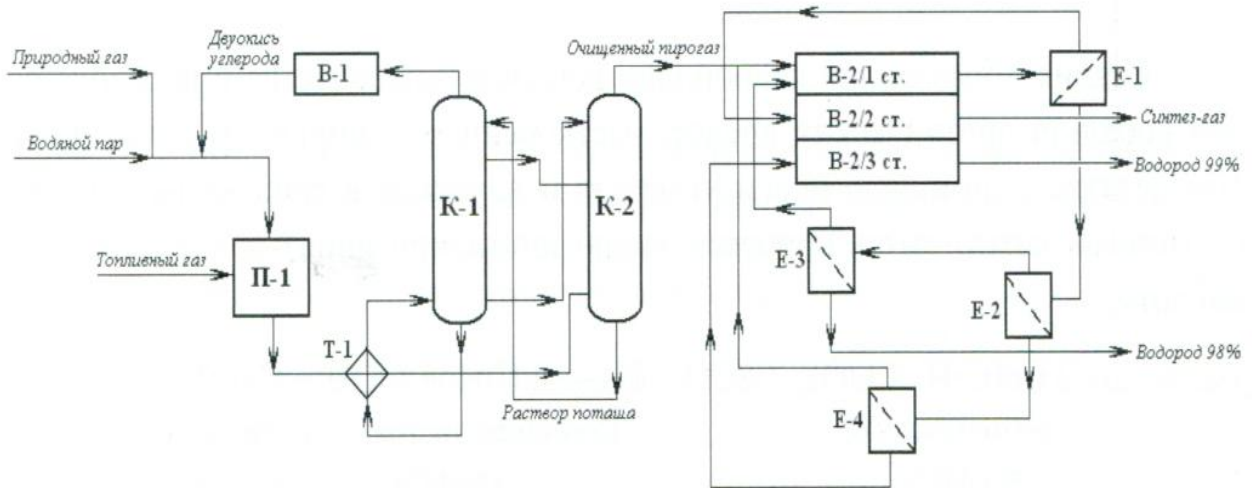 Природный газ
Двуокись
углерода
В-1
Водяной пар
Топливный газ
П-1
Т-1
К-1
К-2
Раствор поташа
Очищенный пирогаз
В-2/1 ст.
В-2/2 ст.
В-2/3 ст.
Е-1
Синтез-газ
Водород 99%
Е-3
Е-2
Водород 98%
Е-4